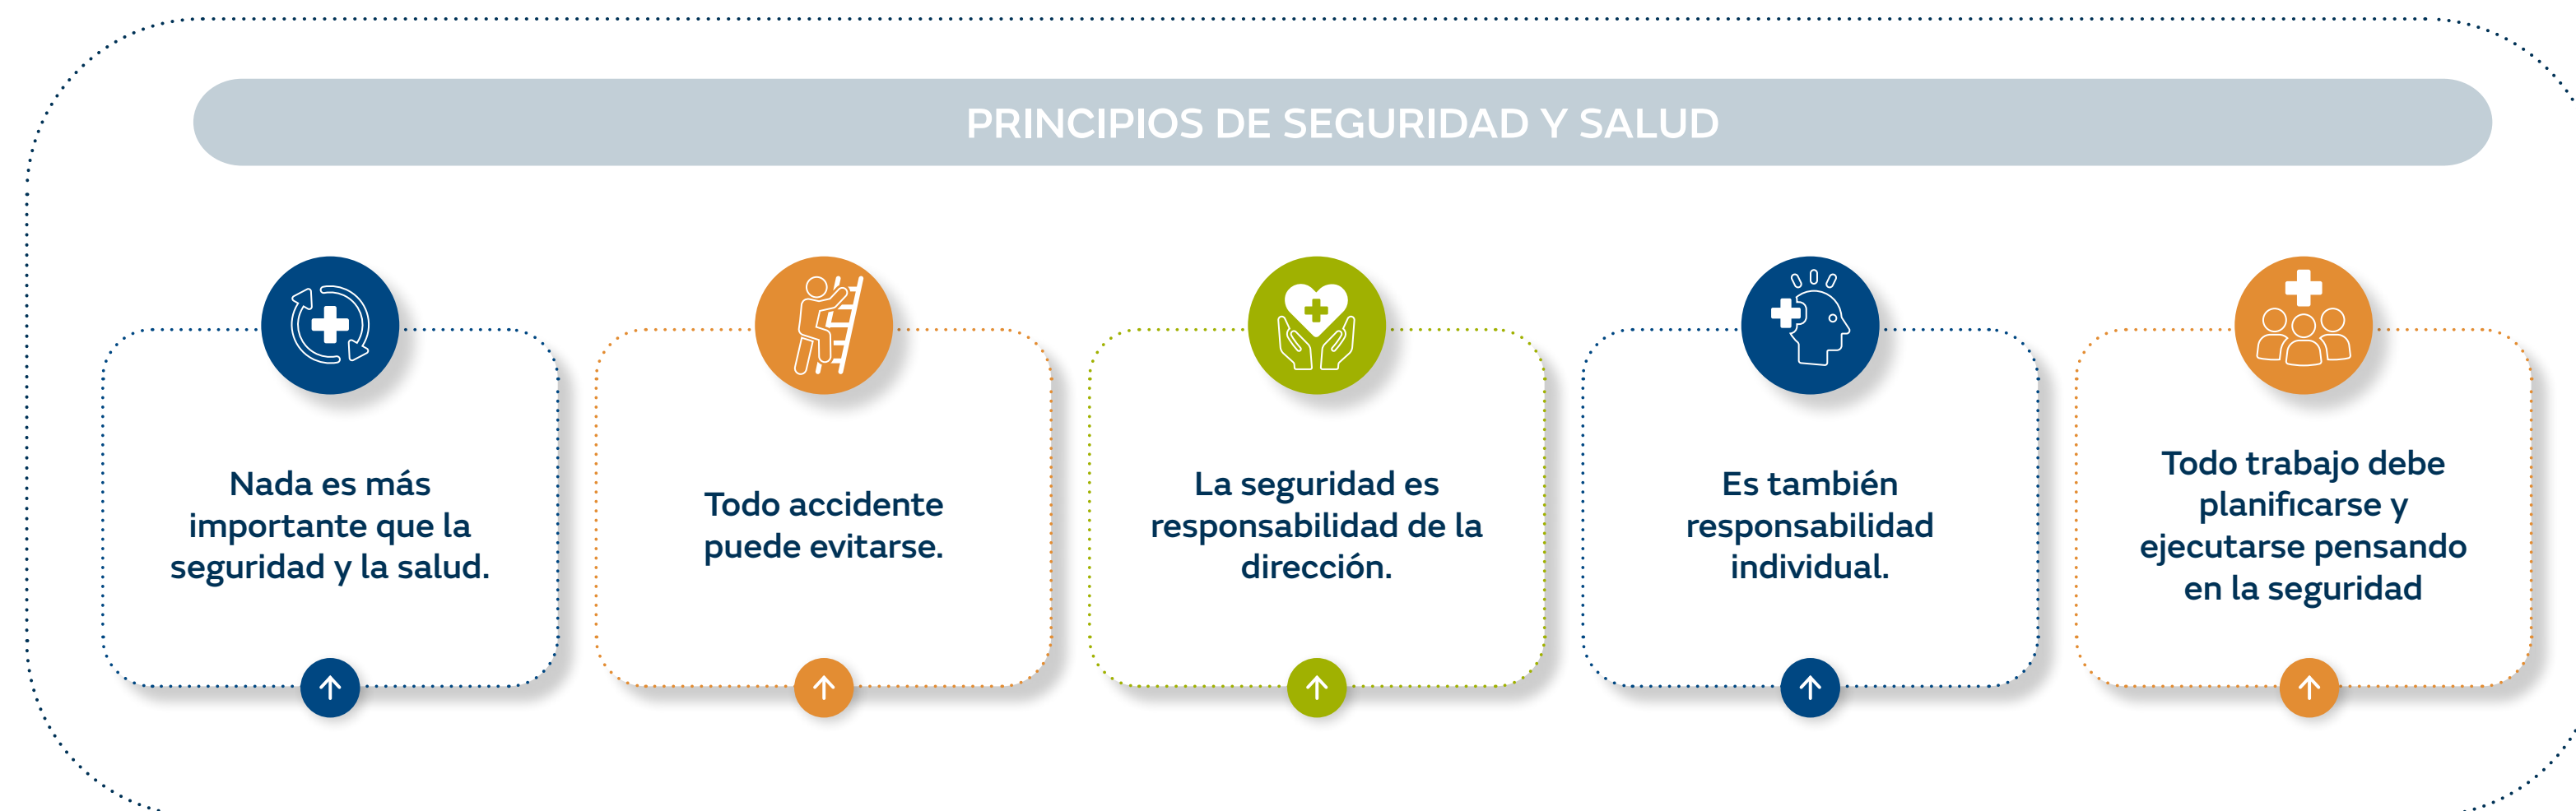 PRINCIPIOS DE SEGURIDAD Y SALUD
Nada es más
importante que la
seguridad y la salud.
Todo accidente
puede evitarse.
La seguridad es
responsabilidad de la
dirección.
Es también
responsabilidad
individual.
Todo trabajo debe
planificarse y
ejecutarse pensando
en la seguridad